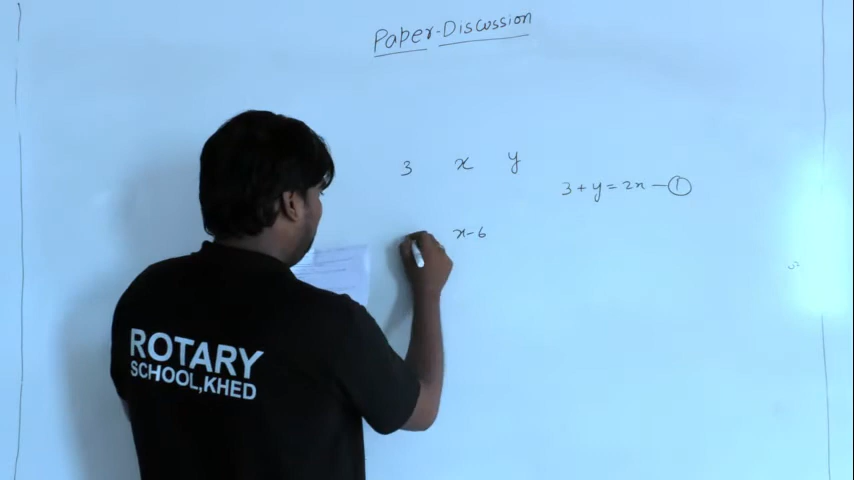 Paper-Discussion
3 x y
3 + y = 2x — ①
x-6
ROTARY
SCHOOL, KHED